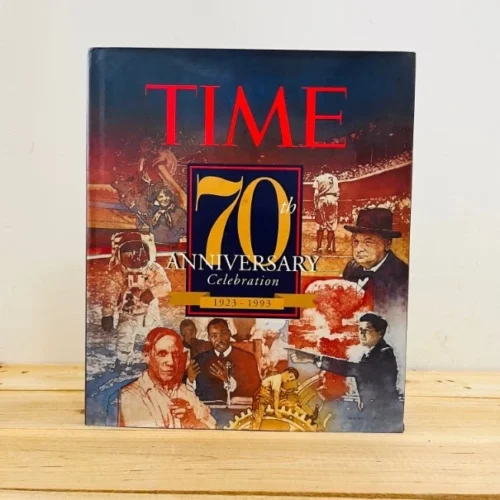 TIME
70th
ANNIVERSARY
Celebration
1923-1993